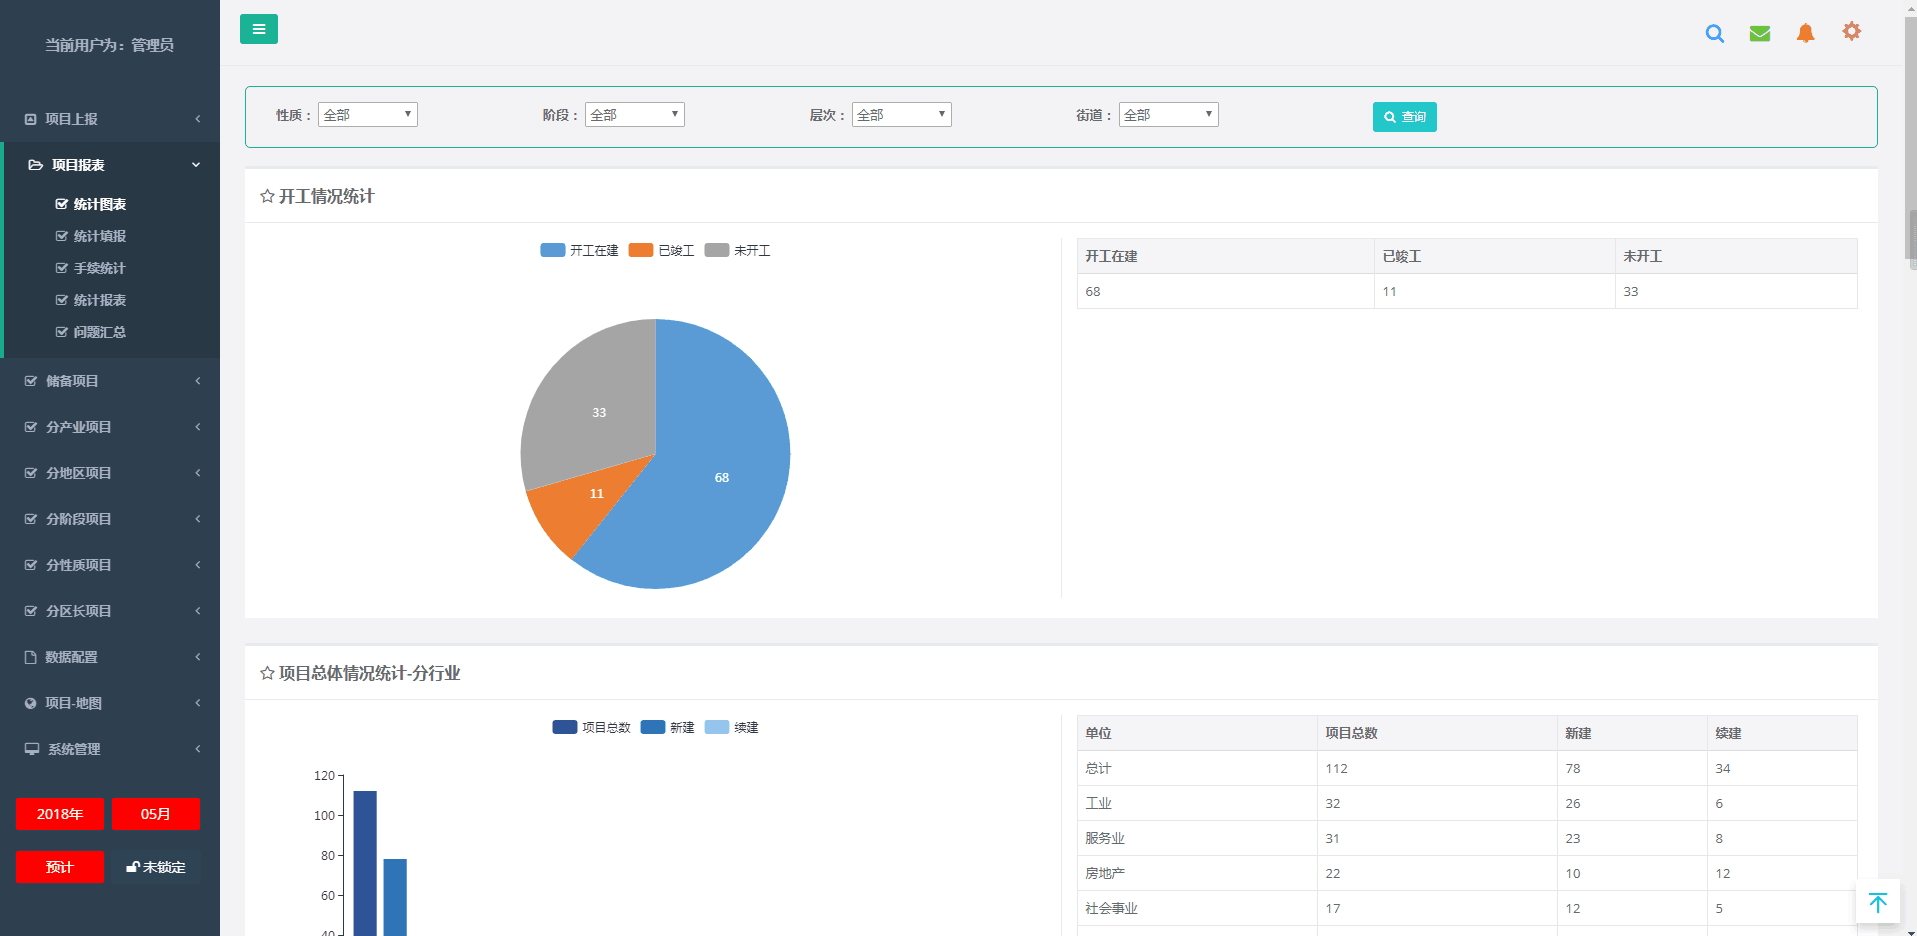 当前用户为：管理员
项目上报
项目报表
统计图表
统计填报
手续统计
统计报表
问题汇总
储备项目
分产业项目
分地区项目
分阶段项目
分性质项目
分区长项目
数据配置
项目-地图
系统管理
2018年 05月
预计 未锁定
性质： 全部 阶段： 全部 层次： 全部 街道： 全部 查询
开工情况统计
开工在建 已竣工 未开工
33
11
68
开工在建 已竣工 未开工
68 11 33
项目总体情况统计-分行业
项目总数 新建 续建
120
100
80
60
40
单位 项目总数 新建 续建
总计 112 78 34
工业 32 26 6
服务业 31 23 8
房地产 22 10 12
社会事业 17 12 5